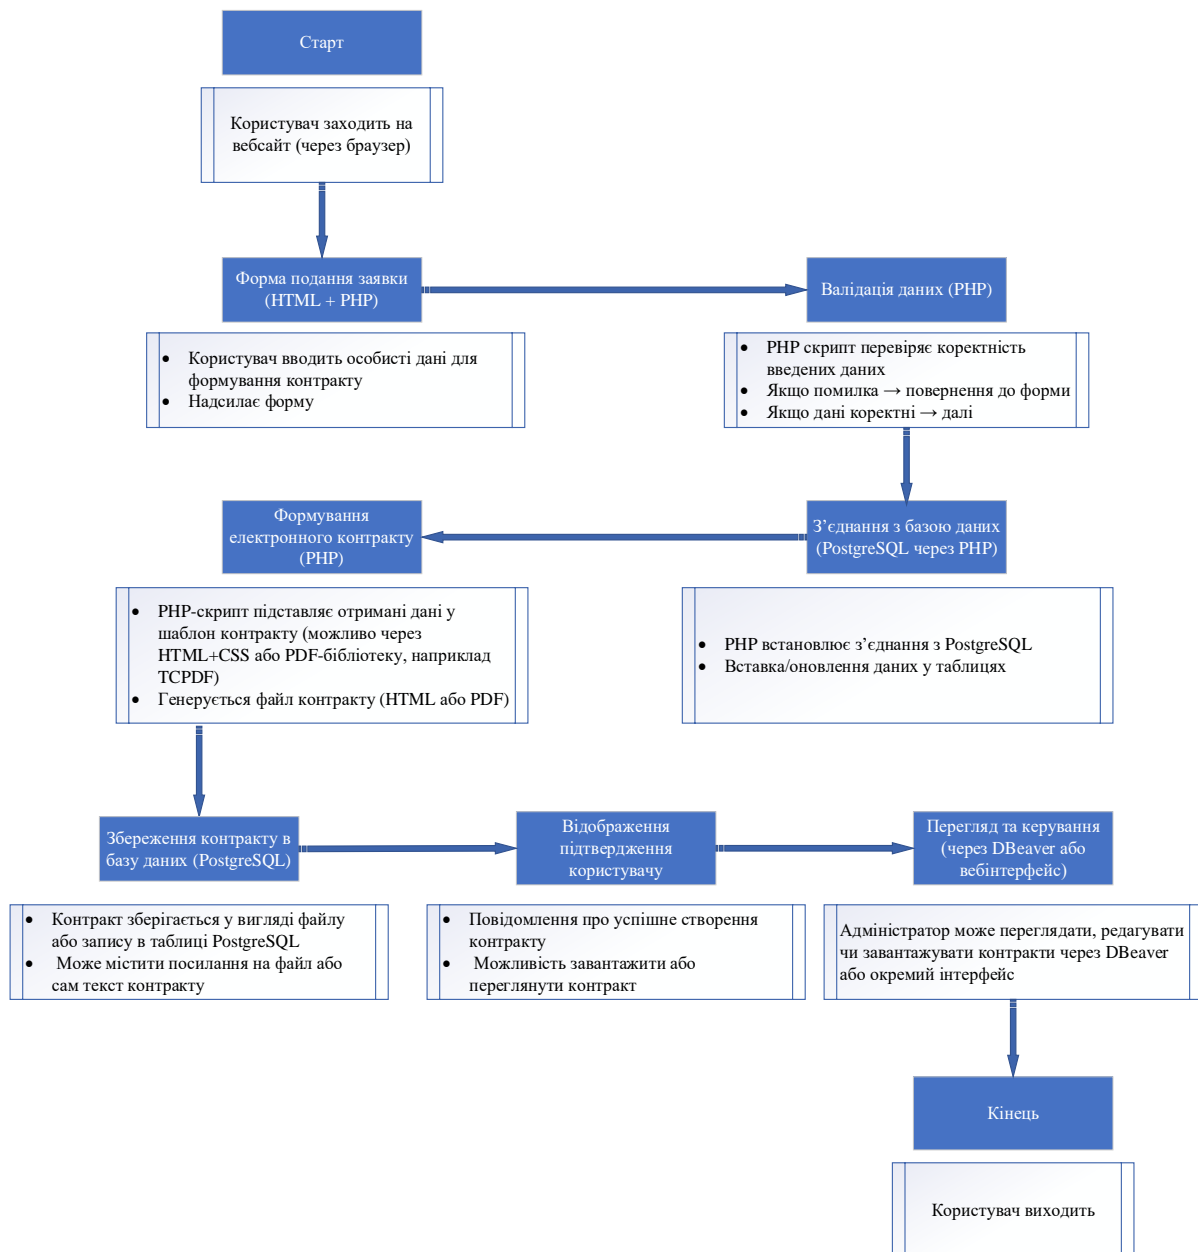 Старт
Користувач заходить на
вебсайт (через браузер)
Форма подання заявки
(HTML + PHP)
• Користувач вводить особисті дані для
формування контракту
• Надсилає форму
Валідація даних (PHP)
• PHP скрипт перевіряє коректність
введених даних
• Якщо помилка → повернення до форми
• Якщо дані коректні → далі
З’єднання з базою даних
(PostgreSQL через PHP)
• PHP встановлює з’єднання з PostgreSQL
• Вставка/оновлення даних у таблицях
Формування
електронного контракту
(PHP)
• PHP-скрипт підставляє отримані дані у
шаблон контракту (можливо через
HTML+CSS або PDF-бібліотеку, наприклад
TCPDF)
• Генерується файл контракту (HTML або PDF)
Збереження контракту в
базу даних (PostgreSQL)
• Контракт зберігається у вигляді файлу
або запису в таблиці PostgreSQL
• Може містити посилання на файл або
сам текст контракту
Відображення
підтвердження
користувачу
• Повідомлення про успішне створення
контракту
• Можливість завантажити або
переглянути контракт
Перегляд та керування
(через DBeaver або
вебінтерфейс)
Адміністратор може переглядати, редагувати
чи завантажувати контракти через DBeaver
або окремий інтерфейс
Кінець
Користувач виходить